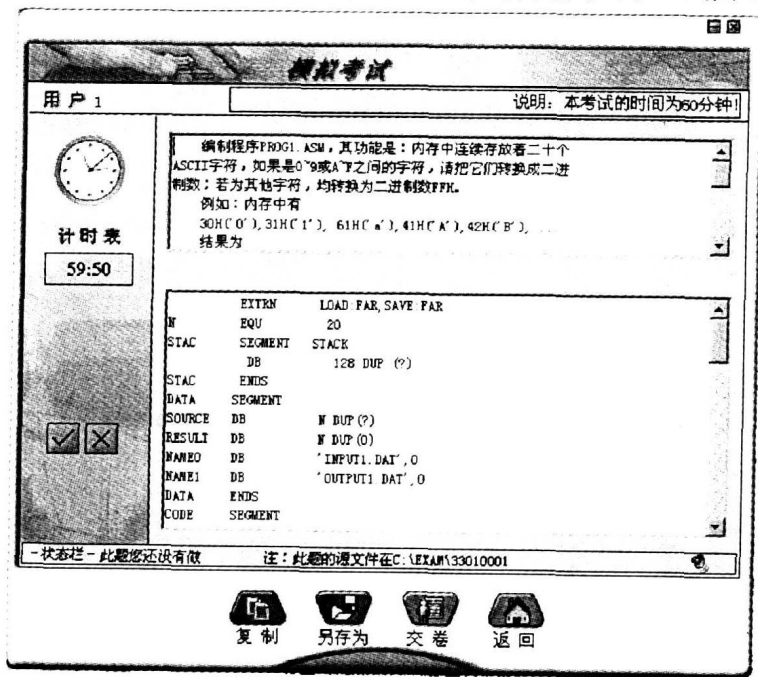 模拟考试
用户 1
说明：本考试的时间为60分钟!
计时表
59:50
编制程序PROG1.ASM，其功能是：内存中连续存放着二十个
ASCII字符，如果是0~9或A~F之间的字符，请把它们转换成二进
制数；若为其他字符，均转换为二进制数FFH。
例如：内存中有
30H('0'),31H('1'), 61H('a'),41H('A'),42H('B'), ...
结果为
EXTRN LOAD:FAR,SAVE:FAR
N EQU 20
STAC SEGMENT STACK
DB 128 DUP (?)
STAC ENDS
DATA SEGMENT
SOURCE DB N DUP(?)
RESULT DB N DUP(0)
NAME0 DB 'INPUT1.DAT',0
NAME1 DB 'OUTPUT1.DAT',0
DATA ENDS
CODE SEGMENT
-状态栏-此题您还没有做 注：此题的源文件在C:\EXAM\33010001
复制 另存为 交卷 返回